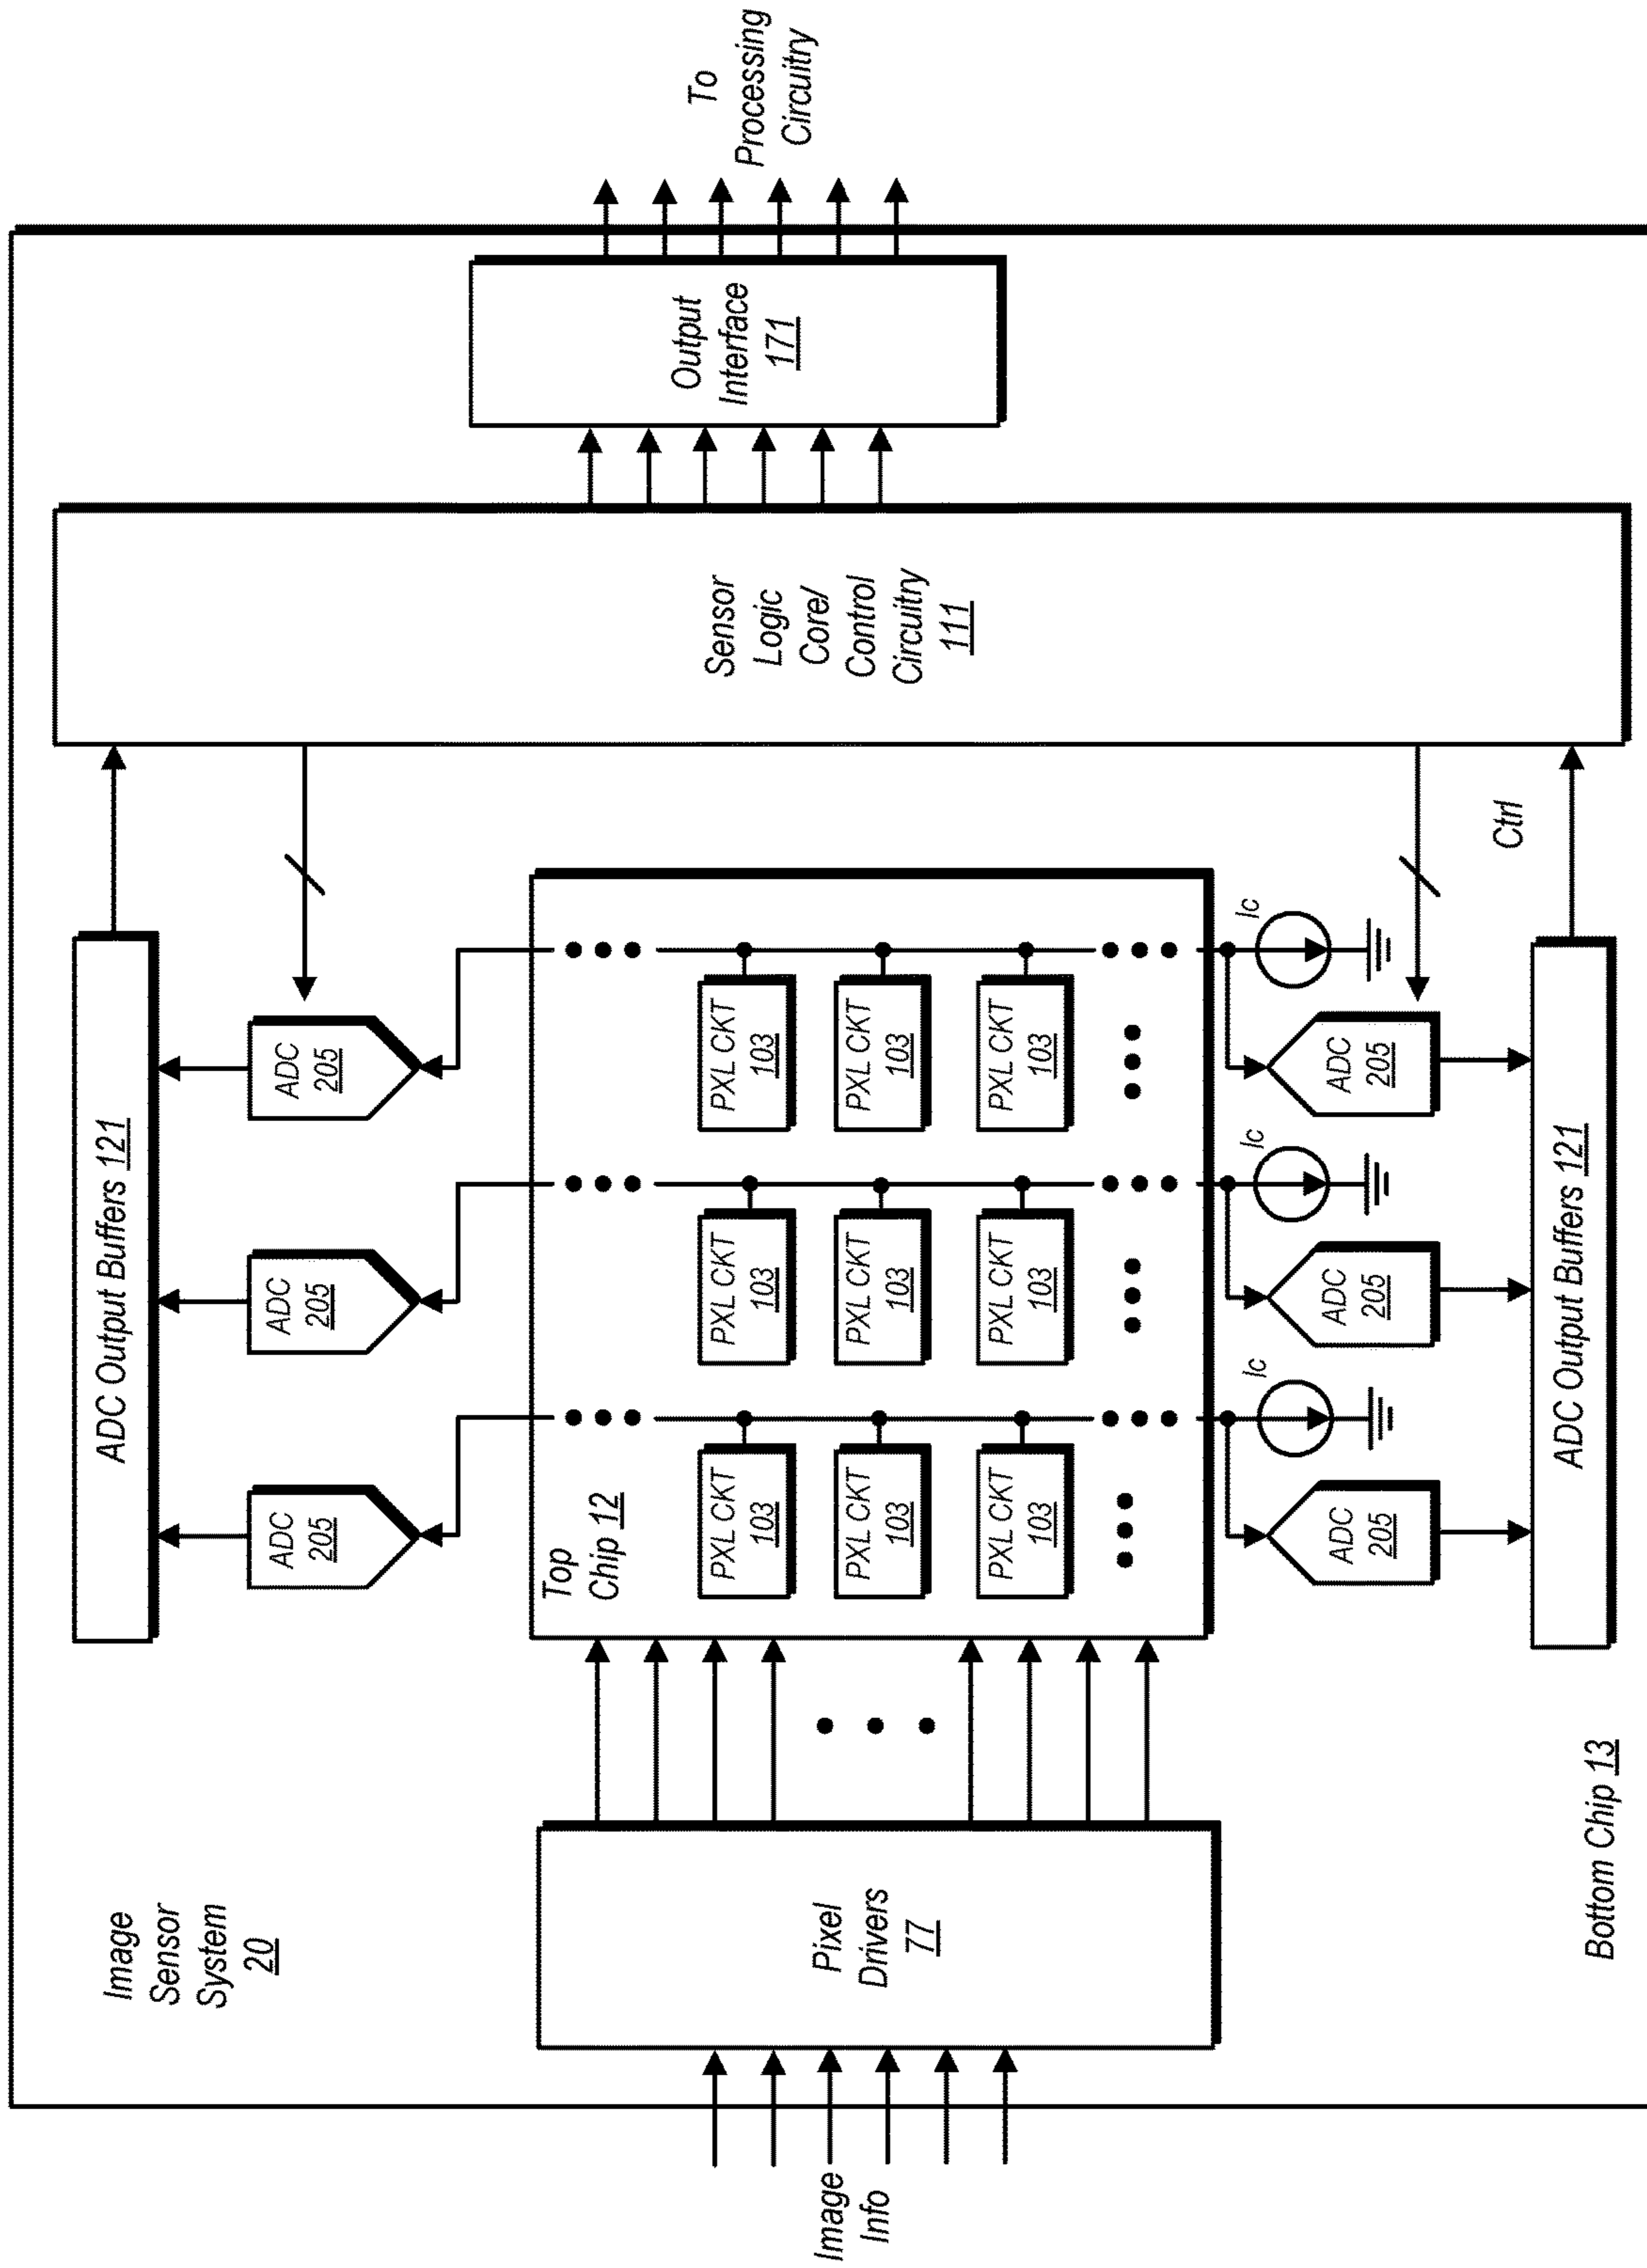 Image
Sensor
System
20
ADC Output Buffers 121
ADC
205
ADC
205
ADC
205
Image
Info
Pixel
Drivers
77
Top
Chip 12
PXL CKT
103
PXL CKT
103
PXL CKT
103
PXL CKT
103
PXL CKT
103
PXL CKT
103
PXL CKT
103
PXL CKT
103
PXL CKT
103
Sensor
Logic
Core/
Control
Circuitry
111
Output
Interface
171
To
Processing
Circuitry
Ic
Ic
Ic
ADC
205
ADC
205
ADC
205
Ctrl
ADC Output Buffers 121
Bottom Chip 13